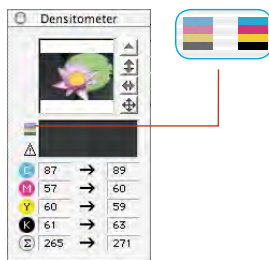 Densitometer
C 87 → 89
M 57 → 60
Y 60 → 59
K 61 → 63
Σ 265 → 271